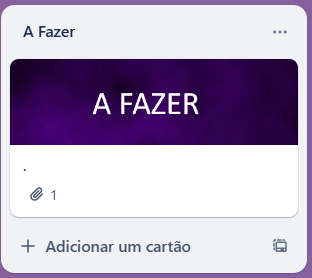 A Fazer
A FAZER
.
1
Adicionar um cartão